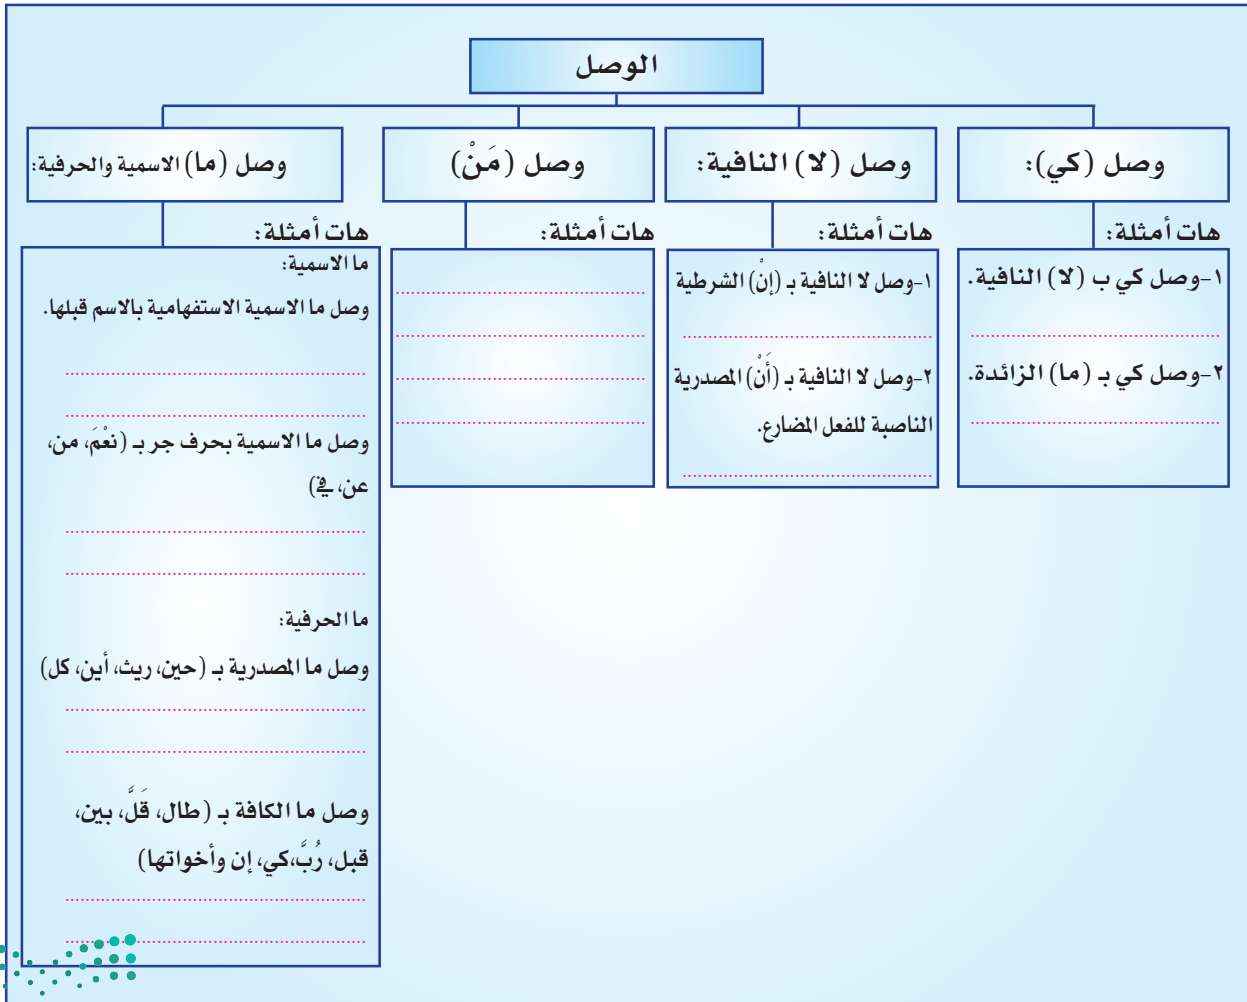 الوصل
وصل (كي):
هات أمثلة:
١-وصل كي ب (لا) النافية.
٢-وصل كي بـ (ما) الزائدة.
وصل (لا) النافية:
هات أمثلة:
١-وصل لا النافية بـ (إنْ) الشرطية
٢-وصل لا النافية بـ (أَنْ) المصدرية
الناصبة للفعل المضارع.
وصل (مَنْ)
هات أمثلة:
وصل (ما) الاسمية والحرفية:
هات أمثلة:
ما الاسمية:
وصل ما الاسمية الاستفهامية بالاسم قبلها.
وصل ما الاسمية بحرف جر بـ (نعْمَ، من،
عن، في)
ما الحرفية:
وصل ما المصدرية بـ (حين، ريث، أين، كل)
وصل ما الكافة بـ (طال، قَلَّ، بين،
قبل، رُبَّ،كي، إن وأخواتها)